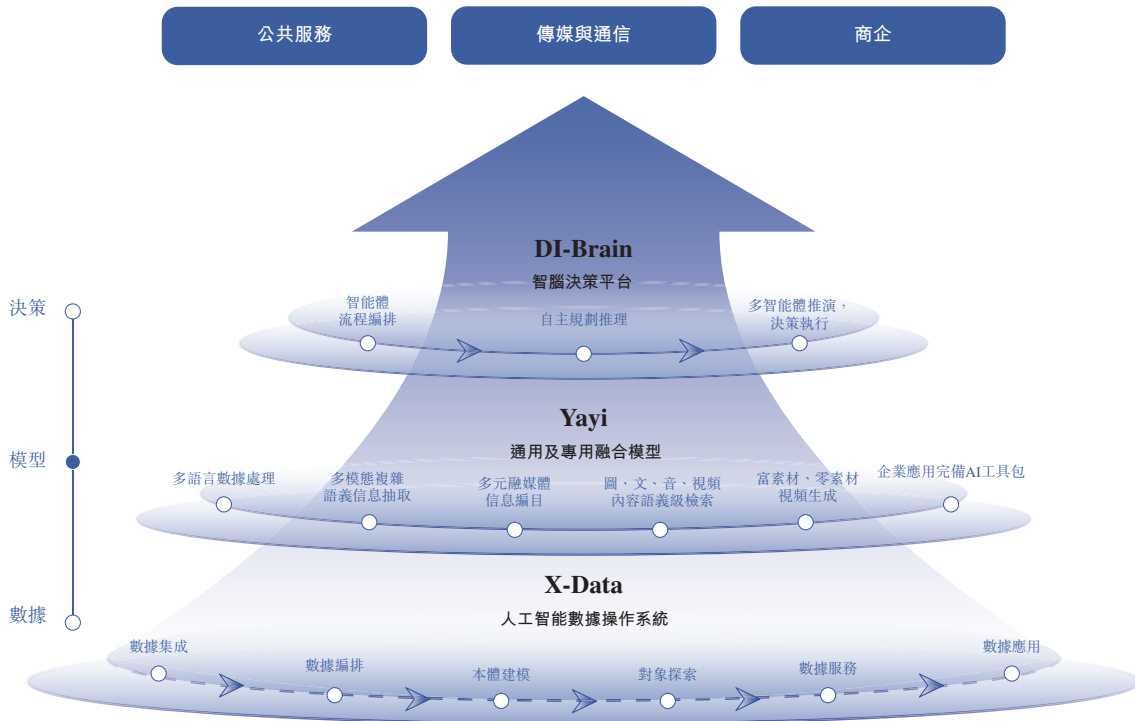 公共服務
傳媒與通信
商企
DI-Brain
智腦決策平台
決策
智能體
流程編排
自主規劃推理
多智能體推演，
決策執行
Yayi
通用及專用融合模型
模型
多語言數據處理
多模態複雜
語義信息抽取
多元融媒體
信息編目
圖、文、音、視頻
內容語義級檢索
富素材、零素材
視頻生成
企業應用完備AI工具包
X-Data
人工智能數據操作系統
數據
數據集成
數據編排
本體建模
對象探索
數據服務
數據應用